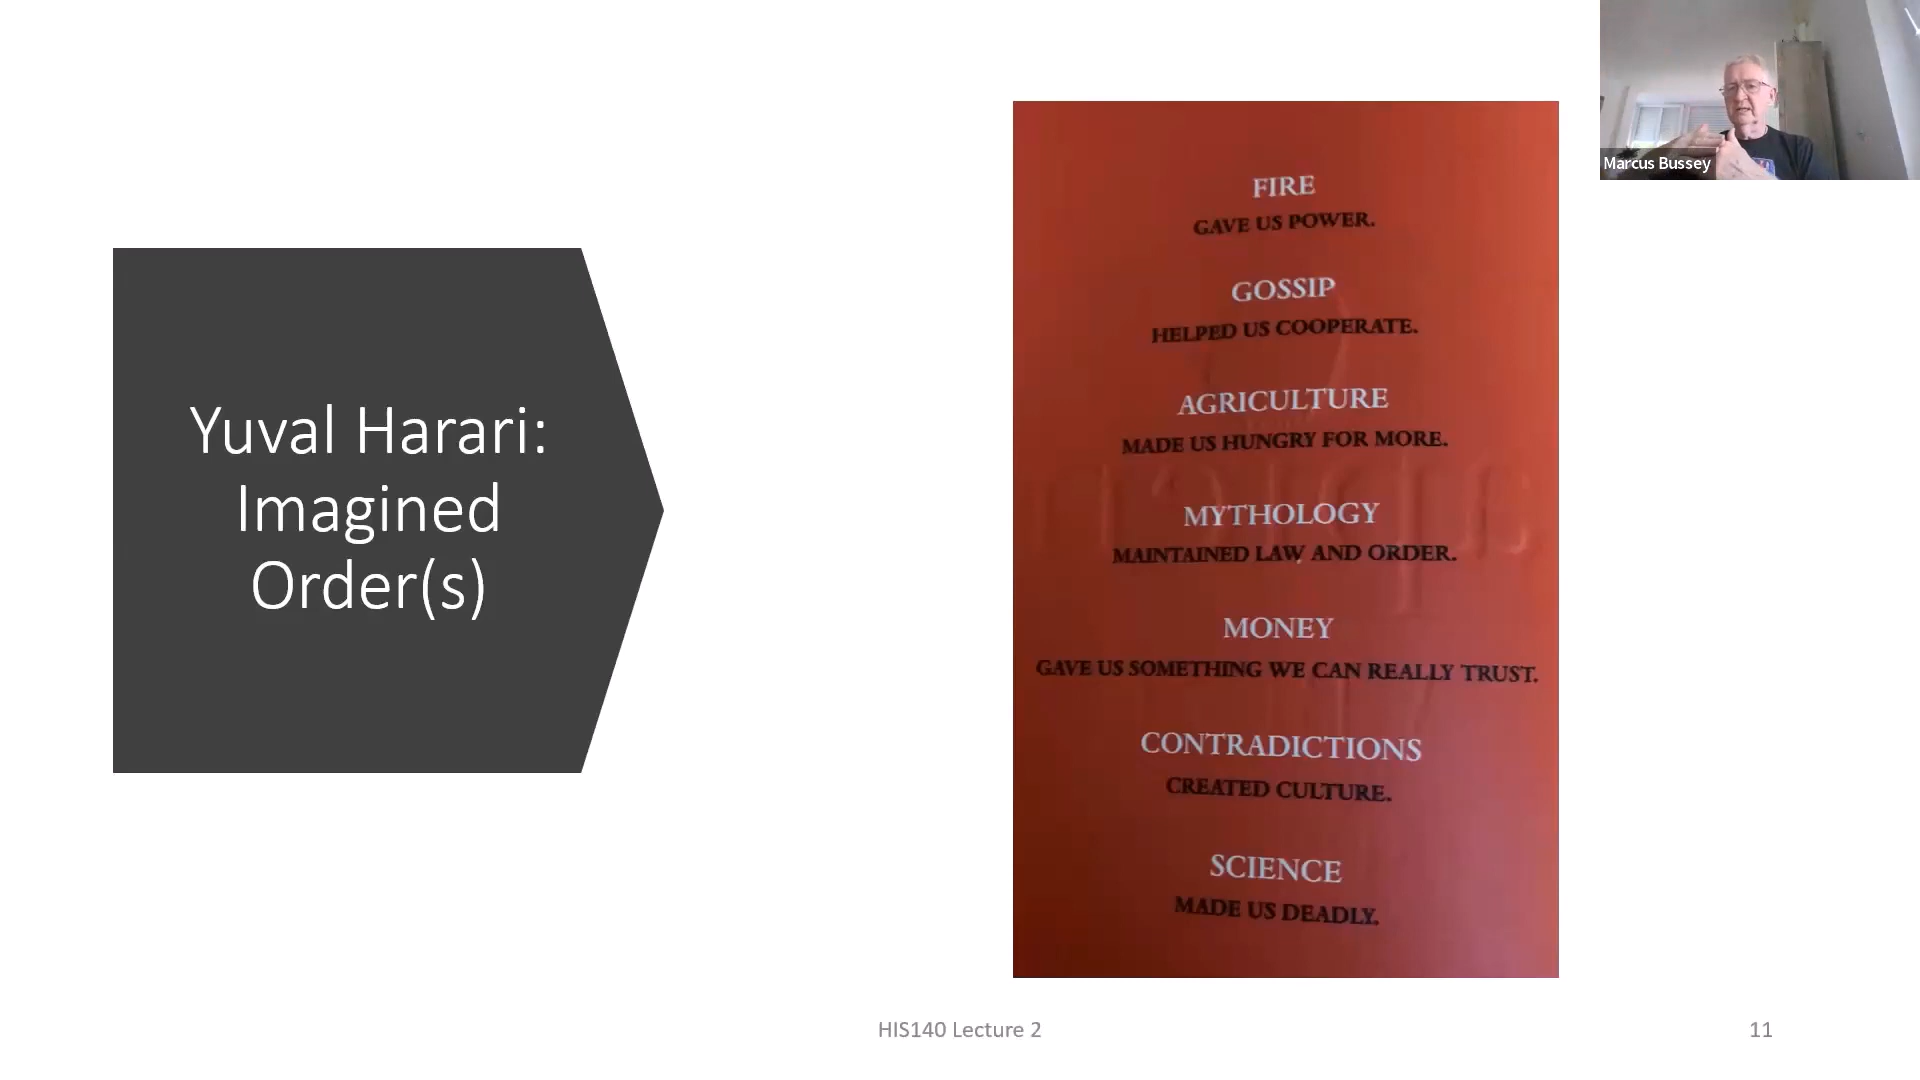 Marcus Bussey
Yuval Harari:
Imagined
Order(s)
FIRE
GAVE US POWER.
GOSSIP
HELPED US COOPERATE.
AGRICULTURE
MADE US HUNGRY FOR MORE.
MYTHOLOGY
MAINTAINED LAW AND ORDER.
MONEY
GAVE US SOMETHING WE CAN REALLY TRUST.
CONTRADICTIONS
CREATED CULTURE.
SCIENCE
MADE US DEADLY.
HIS140 Lecture 2
11